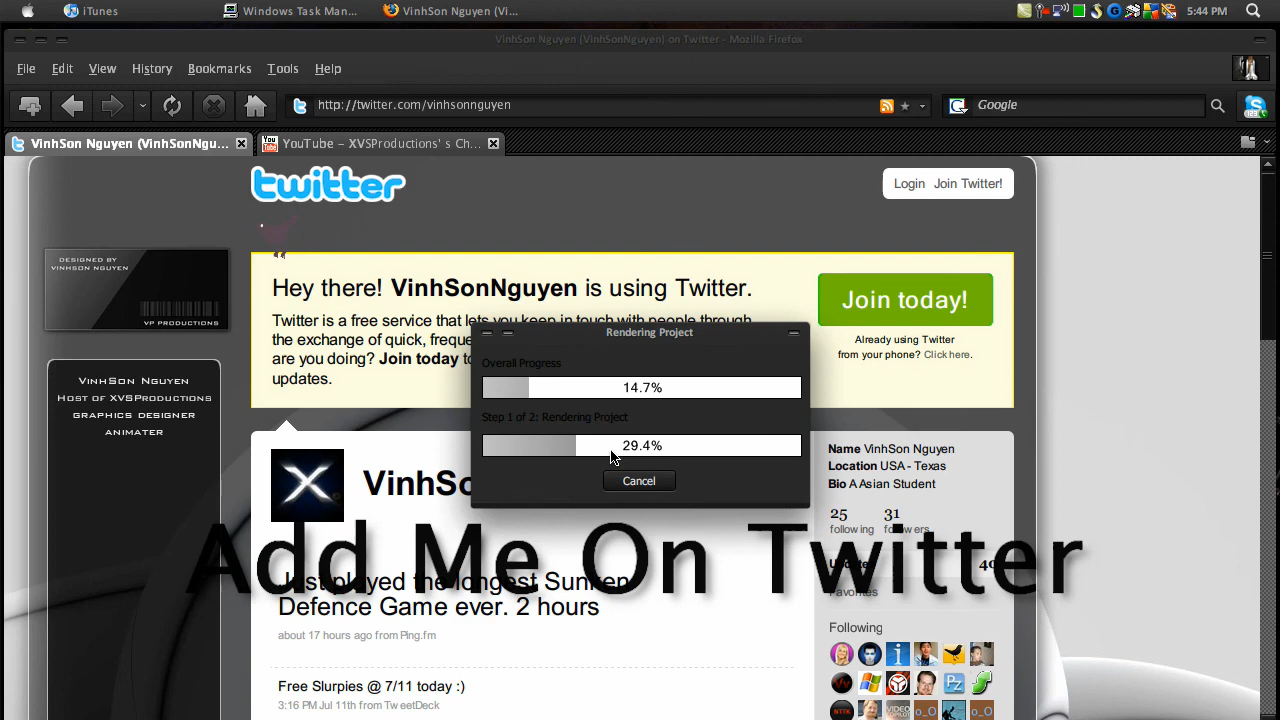 iTunes
Windows Task Man...
VinhSon Nguyen (Vi...
5:44 PM
VinhSon Nguyen (VinhSonNguyen) on Twitter - Mozilla Firefox
File Edit View History Bookmarks Tools Help
http://twitter.com/vinhsonnguyen
Google
VinhSon Nguyen (VinhSonNgu...
YouTube – XVSProductions' s Ch...
twitter
Login Join Twitter!
DESIGNED BY
VINHSON NGUYEN
VP PRODUCTIONS
Hey there! VinhSonNguyen is using Twitter.
Join today!
Twitter is a free service that lets you keep in touch with people through
the exchange of quick, freque
are you doing? Join today to
updates.
Already using Twitter
from your phone? Click here.
Rendering Project
Overall Progress
14.7%
Step 1 of 2: Rendering Project
29.4%
Cancel
VinhSon Nguyen
Host of XVSProductions
graphics designer
animater
VinhS
Name VinhSon Nguyen
Location USA - Texas
Bio A Asian Student
25
following
31
followers
Add Me On Twitter
Just played the longest Sunken
Defence Game ever. 2 hours
about 17 hours ago from Ping.fm
Favorites
Following
Free Slurpies @ 7/11 today :)
3:16 PM Jul 11th from TweetDeck